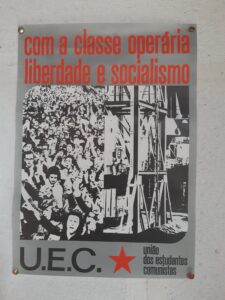 com a classe operária
liberdade e socialismo
U.E.C.
união
dos estudantes
comunistas